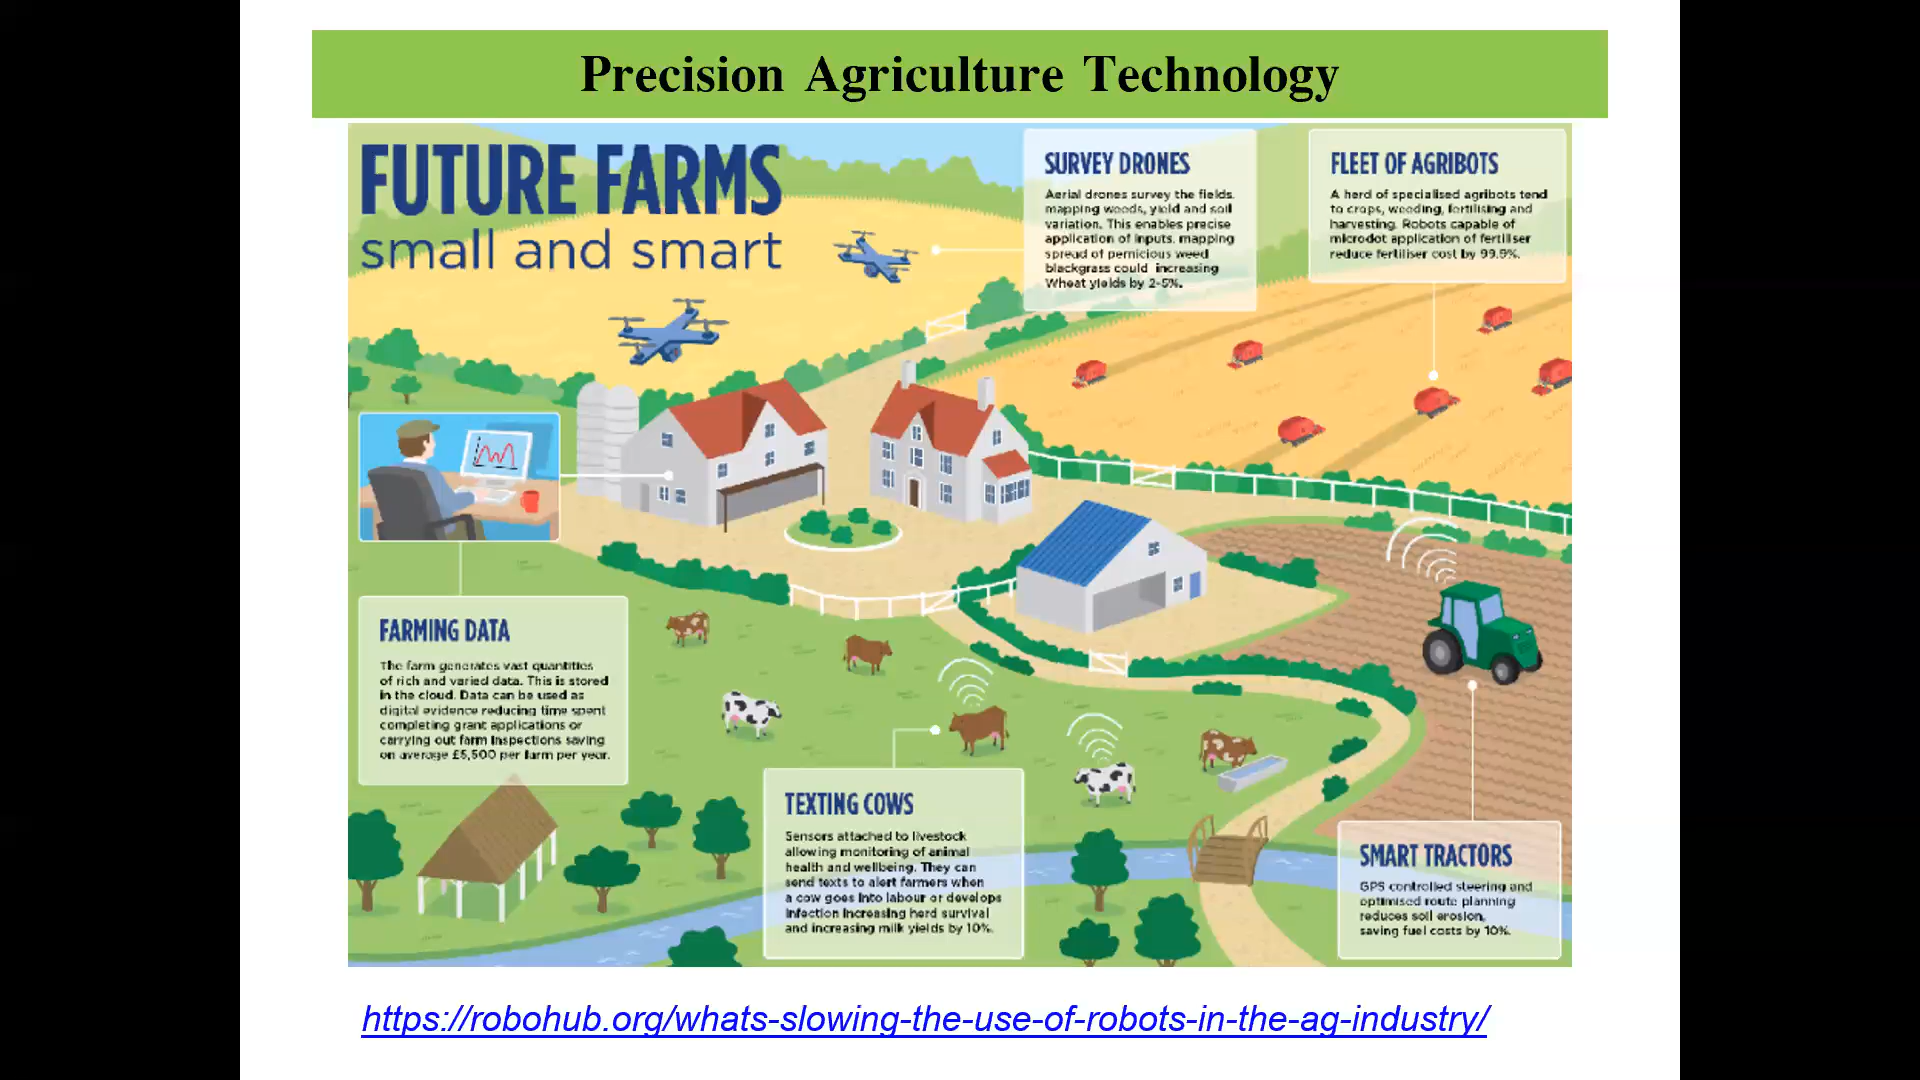 Precision Agriculture Technology
FUTURE FARMS
small and smart
SURVEY DRONES
Aerial drones survey the fields,
mapping weeds, yield and soil
variation. This enables precise
application of inputs, mapping
spread of pernicious weed
blackgrass could increasing
Wheat yields by 2-5%.
FLEET OF AGRIBOTS
A herd of specialised agribots tend
to crops, weeding, fertilising and
harvesting. Robots capable of
microdot application of fertiliser
reduce fertiliser cost by 99.9%.
FARMING DATA
The farm generates vast quantities
of rich and varied data. This is stored
in the cloud. Data can be used as
digital evidence reducing time spent
completing grant applications or
carrying out farm inspections saving
on average £5,500 per farm per year.
TEXTING COWS
Sensors attached to livestock
allowing monitoring of animal
health and wellbeing. They can
send texts to alert farmers when
a cow goes into labour or develops
infection increasing herd survival
and increasing milk yields by 10%.
SMART TRACTORS
GPS controlled steering and
optimised route planning
reduces soil erosion,
saving fuel costs by 10%.
https://robohub.org/whats-slowing-the-use-of-robots-in-the-ag-industry/